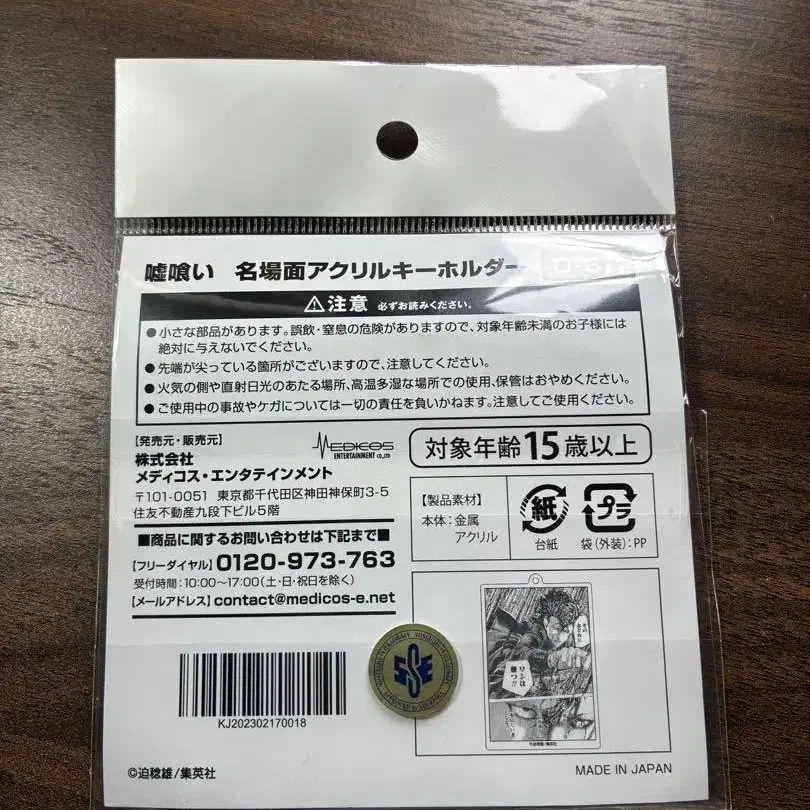 嘘喰い 名場面アクリルキーホルダー
⚠注意 必ずお読みください。
●小さな部品があります。誤飲・窒息の危険がありますので、対象年齢未満のお子様には
絶対に与えないでください。
●先端が尖っている箇所がございますので、注意してください。
●火気の側や直射日光のあたる場所、高温多湿な場所での使用、保管はおやめください。
●ご使用中の事故やケガについては一切の責任を負いかねます。注意してご使用ください。
[発売元・販売元]
MEDICOS
ENTERTAINMENT CO.,LTD
株式会社
メディコス・エンタテインメント
〒101-0051 東京都千代田区神田神保町3-5
住友不動産九段下ビル5階
■商品に関するお問い合わせは下記まで■
[フリーダイヤル]0120-973-763
受付時間:10:00〜17:00(土・日・祝日を除く)
[メールアドレス]contact@medicos-e.net
対象年齢15歳以上
【製品素材】
本体:金属
アクリル
紙
台紙
プラ
袋(外装):PP
ワシは
勝つ!!
KJ202302170018
©迫稔雄/集英社
MADE IN JAPAN